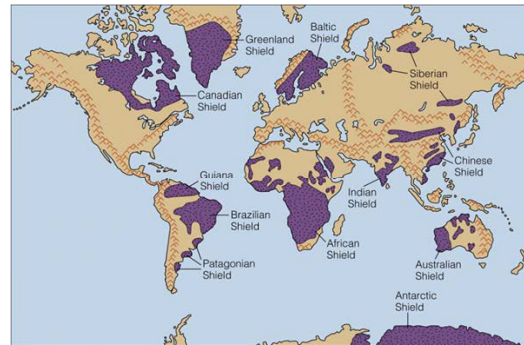 Greenland
Shield
Baltic
Shield
Siberian
Shield
Canadian
Shield
Chinese
Shield
Guiana
Shield
Indian
Shield
Brazilian
Shield
African
Shield
Patagonian
Shield
Australian
Shield
Antarctic
Shield